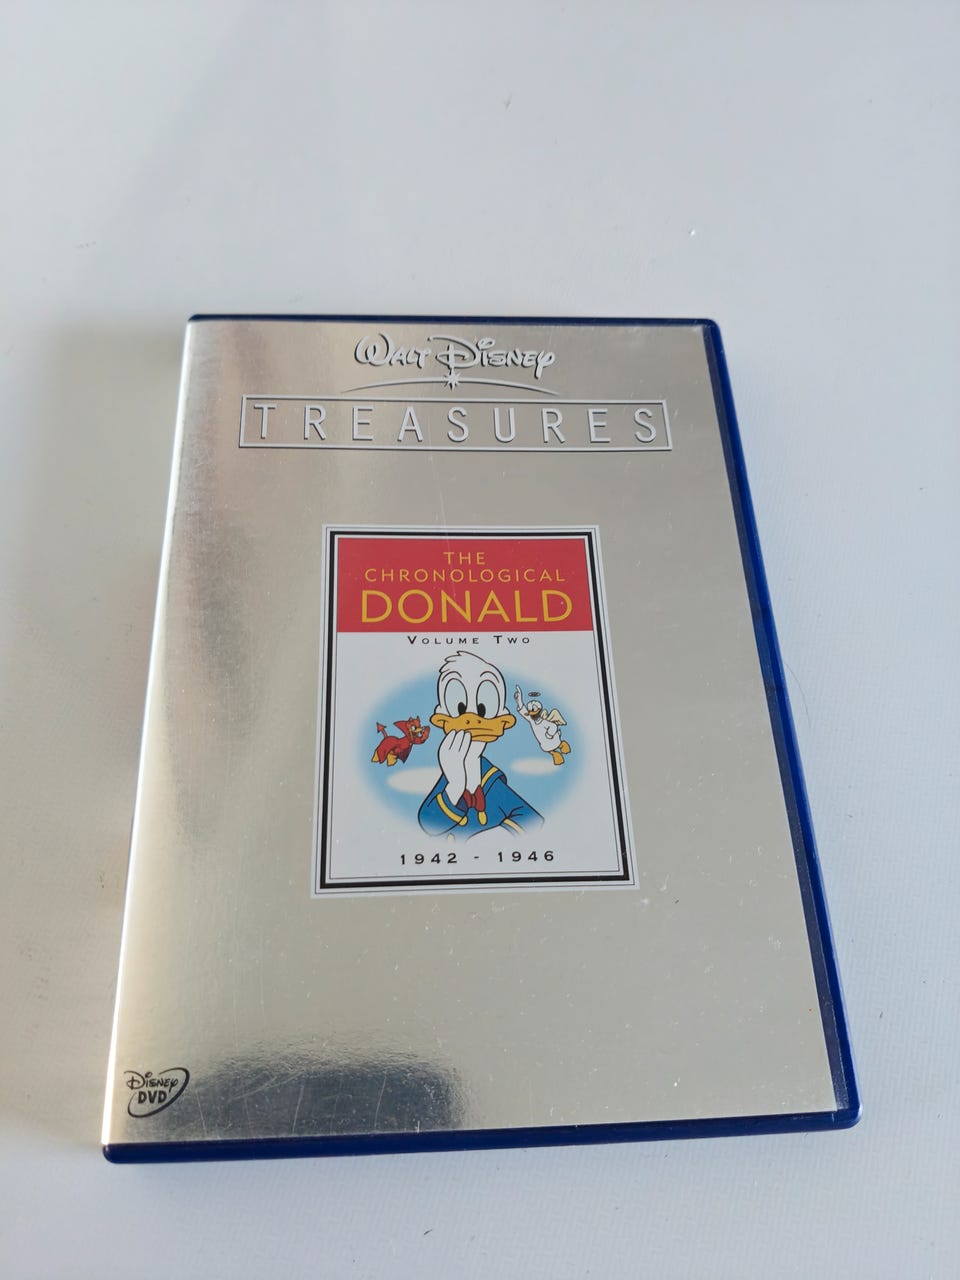 WALT DISNEY
TREASURES
THE
CHRONOLOGICAL
DONALD
VOLUME TWO
1942 - 1946
DISNEY
DVD